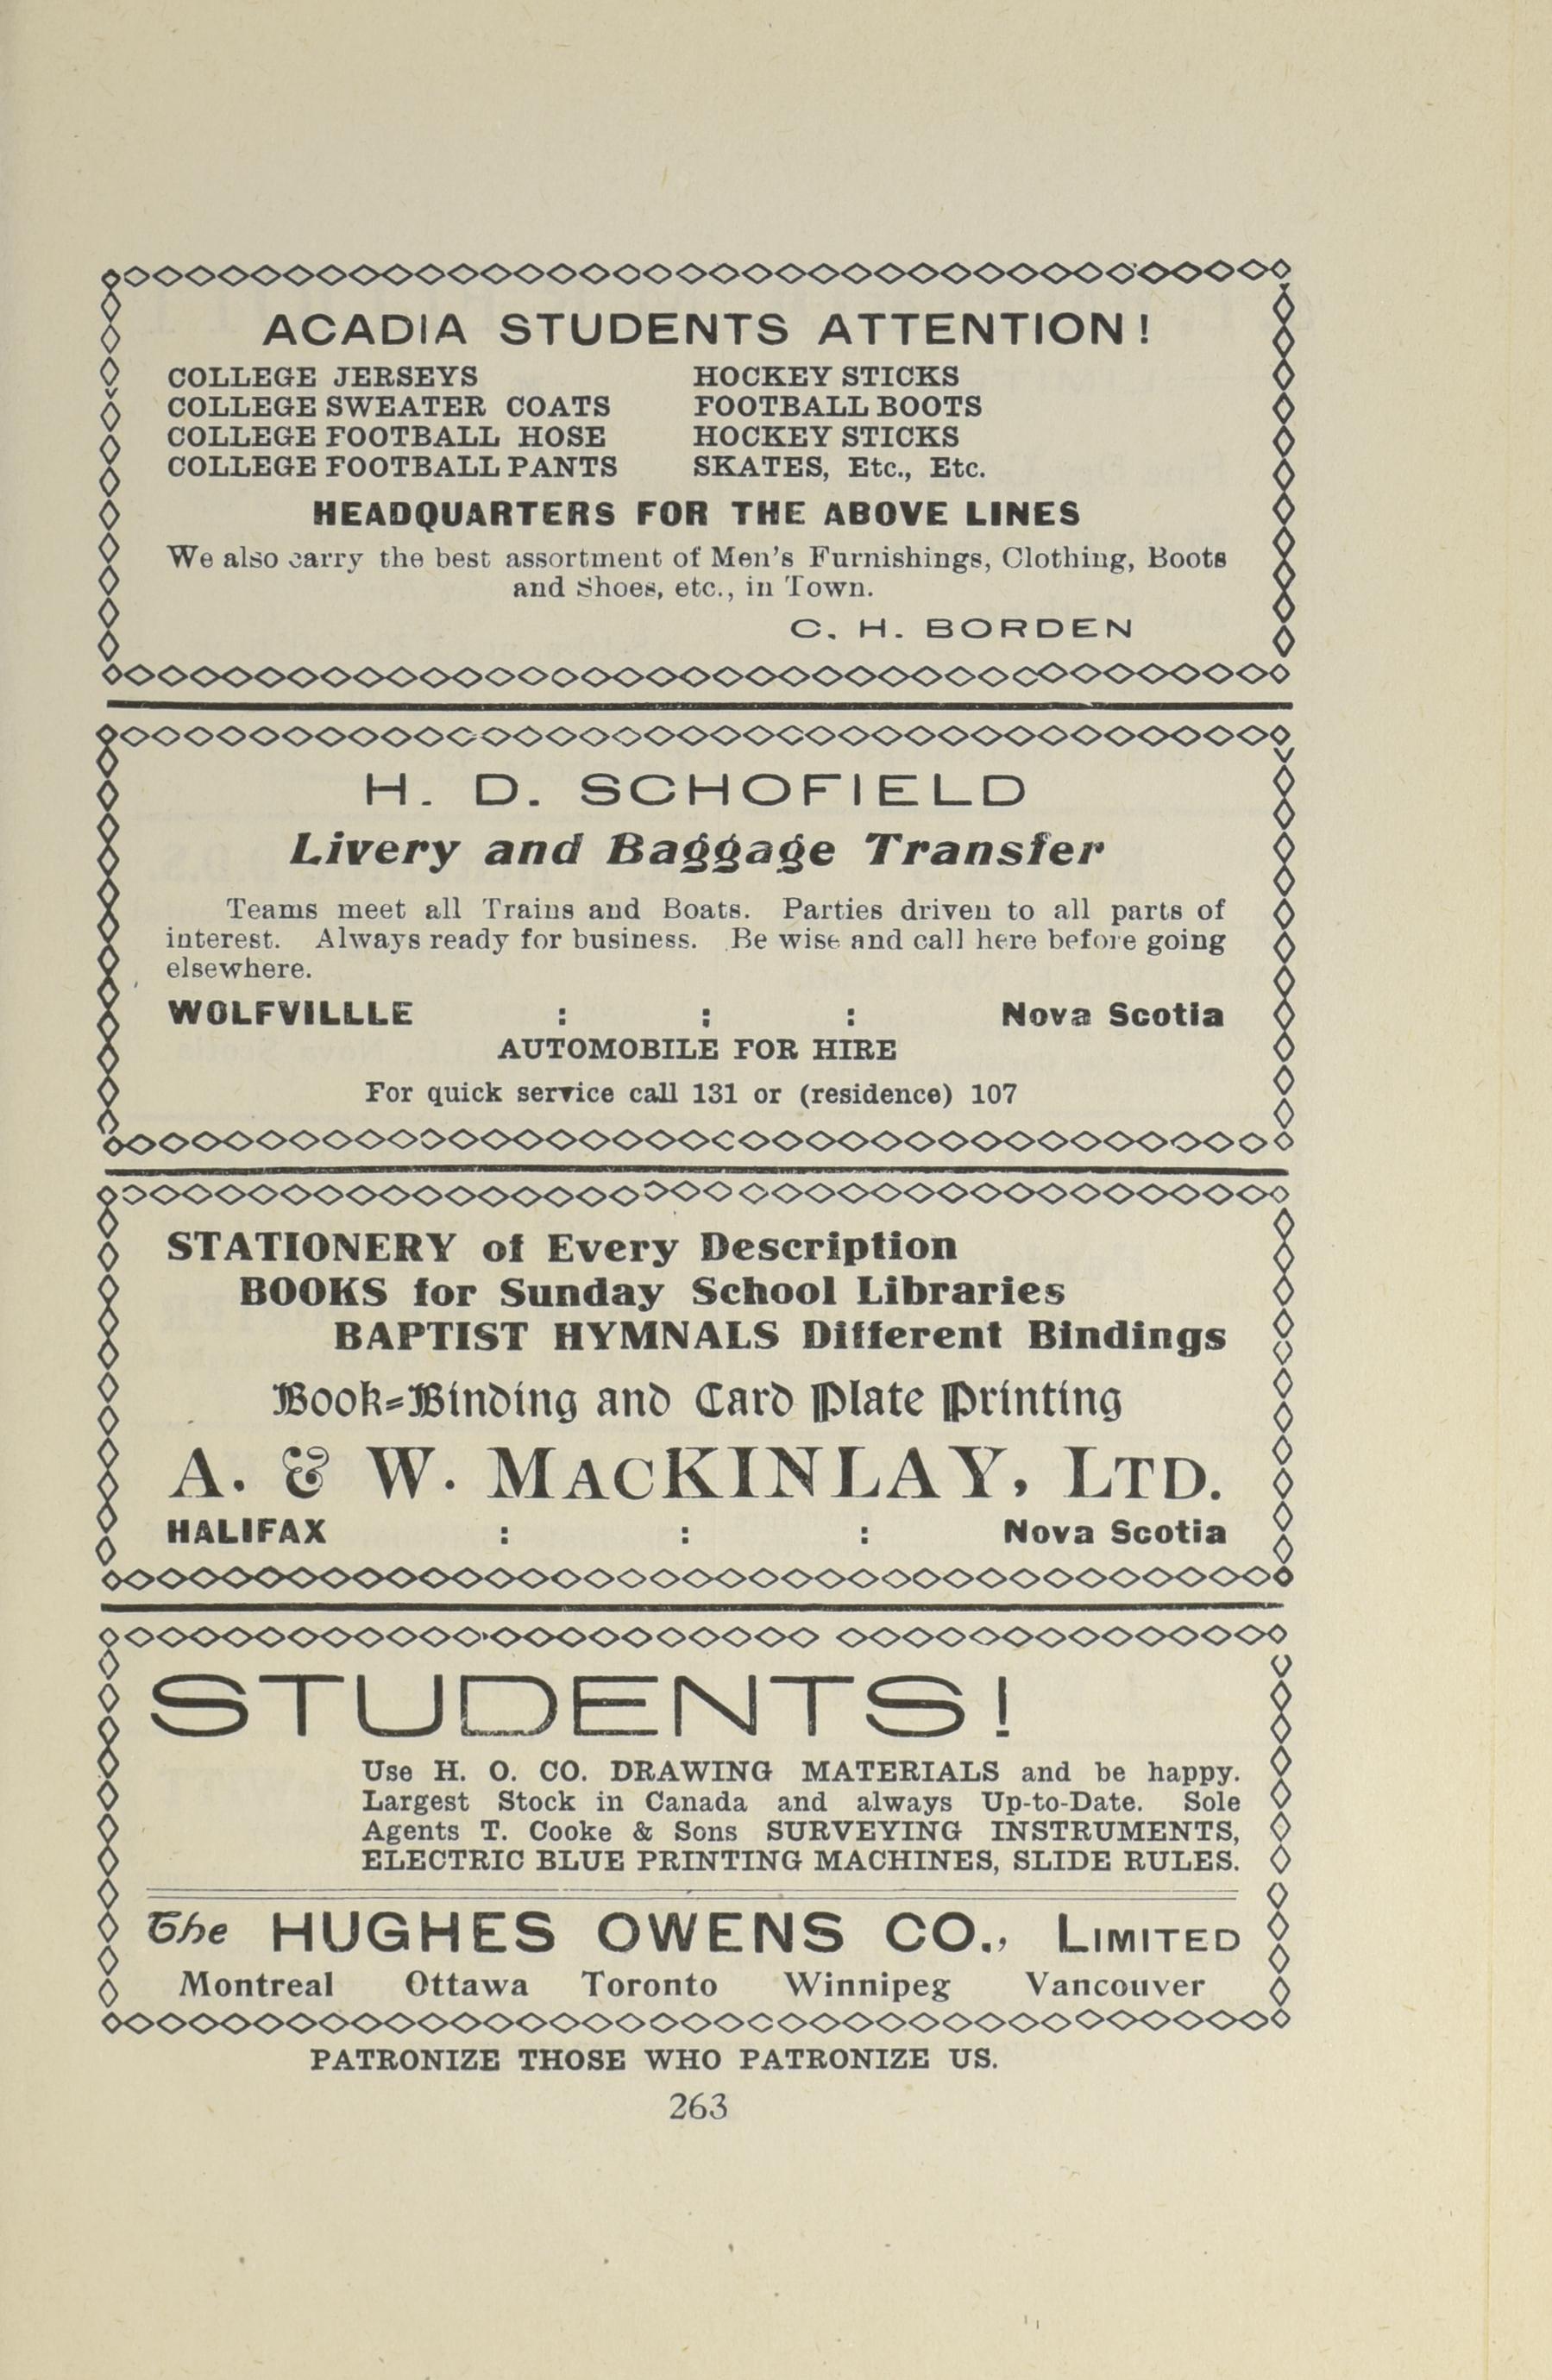 ACADIA STUDENTS ATTENTION!
COLLEGE JERSEYS HOCKEY STICKS
COLLEGE SWEATER COATS FOOTBALL BOOTS
COLLEGE FOOTBALL HOSE HOCKEY STICKS
COLLEGE FOOTBALL PANTS SKATES, Etc., Etc.
HEADQUARTERS FOR THE ABOVE LINES
We also carry the best assortment of Men's Furnishings, Clothing, Boots
and Shoes, etc., in Town.
C. H. BORDEN
H. D. SCHOFIELD
Livery and Baggage Transfer
Teams meet all Trains and Boats. Parties driven to all parts of
interest. Always ready for business. Be wise and call here before going
elsewhere.
WOLFVILLLE : : : Nova Scotia
AUTOMOBILE FOR HIRE
For quick service call 131 or (residence) 107
STATIONERY of Every Description
BOOKS for Sunday School Libraries
BAPTIST HYMNALS Different Bindings
Book=Binding and Card Plate Printing
A. & W. MACKINLAY, LTD.
HALIFAX : : : Nova Scotia
STUDENTS!
Use H. O. CO. DRAWING MATERIALS and be happy.
Largest Stock in Canada and always Up-to-Date. Sole
Agents T. Cooke & Sons SURVEYING INSTRUMENTS,
ELECTRIC BLUE PRINTING MACHINES, SLIDE RULES.
The HUGHES OWENS CO., LIMITED
Montreal Ottawa Toronto Winnipeg Vancouver
PATRONIZE THOSE WHO PATRONIZE US.
263